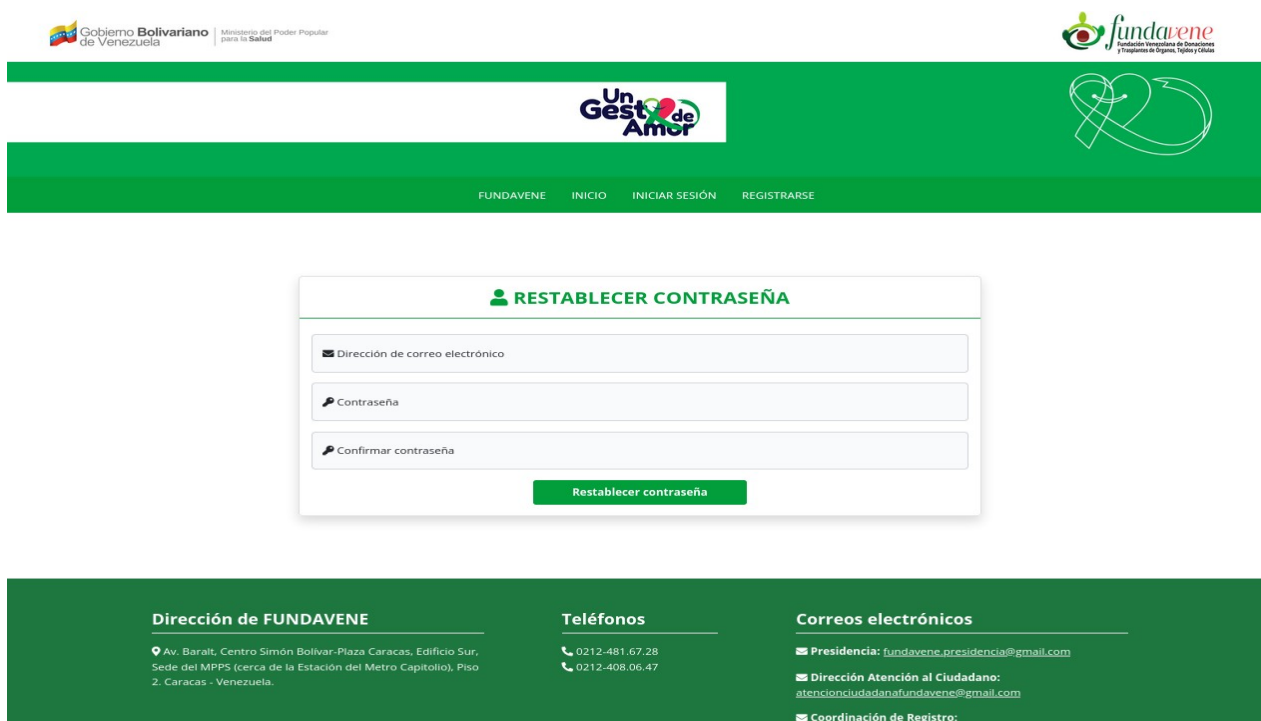 Gobierno Bolivariano
de Venezuela
Ministerio del Poder Popular
para la Salud
fundavene
Fundación Venezolana de Donaciones
y Trasplantes de Órganos, Tejidos y Células
Un
Gesto de
Amor
FUNDAVENE INICIO INICIAR SESIÓN REGISTRARSE
RESTABLECER CONTRASEÑA
Dirección de correo electrónico
Contraseña
Confirmar contraseña
Restablecer contraseña
Dirección de FUNDAVENE
Av. Baralt, Centro Simón Bolívar-Plaza Caracas, Edificio Sur,
Sede del MPPS (cerca de la Estación del Metro Capitolio), Piso
2. Caracas - Venezuela.
Teléfonos
0212-481.67.28
0212-408.06.47
Correos electrónicos
Presidencia: fundavene.presidencia@gmail.com
Dirección Atención al Ciudadano:
atencionciudadanafundavene@gmail.com
Coordinación de Registro: